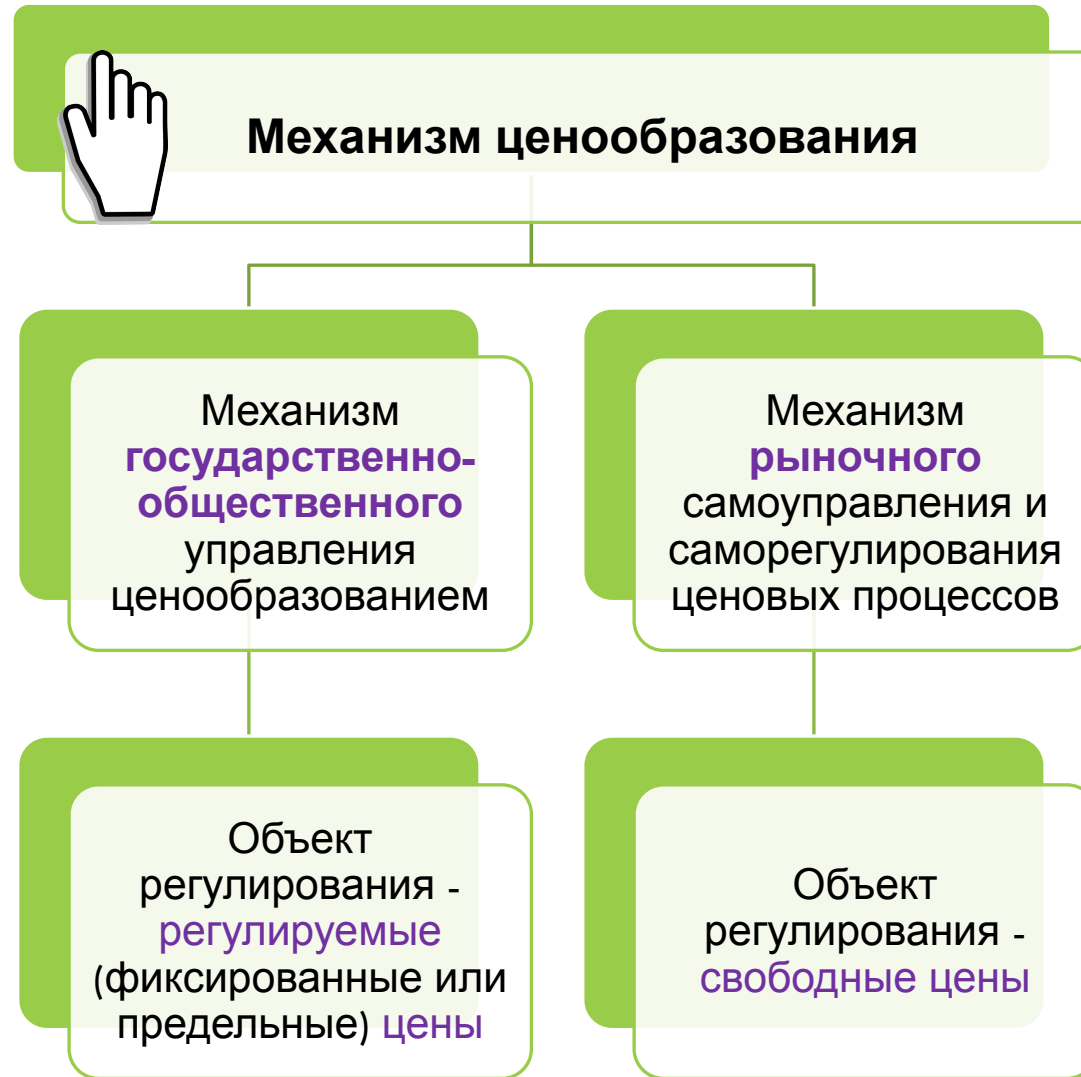 Механизм ценообразования
Механизм
государственно-
общественного
управления
ценообразованием
Механизм
рыночного
самоуправления и
саморегулирования
ценовых процессов
Объект
регулирования -
регулируемые
(фиксированные или
предельные) цены
Объект
регулирования -
свободные цены